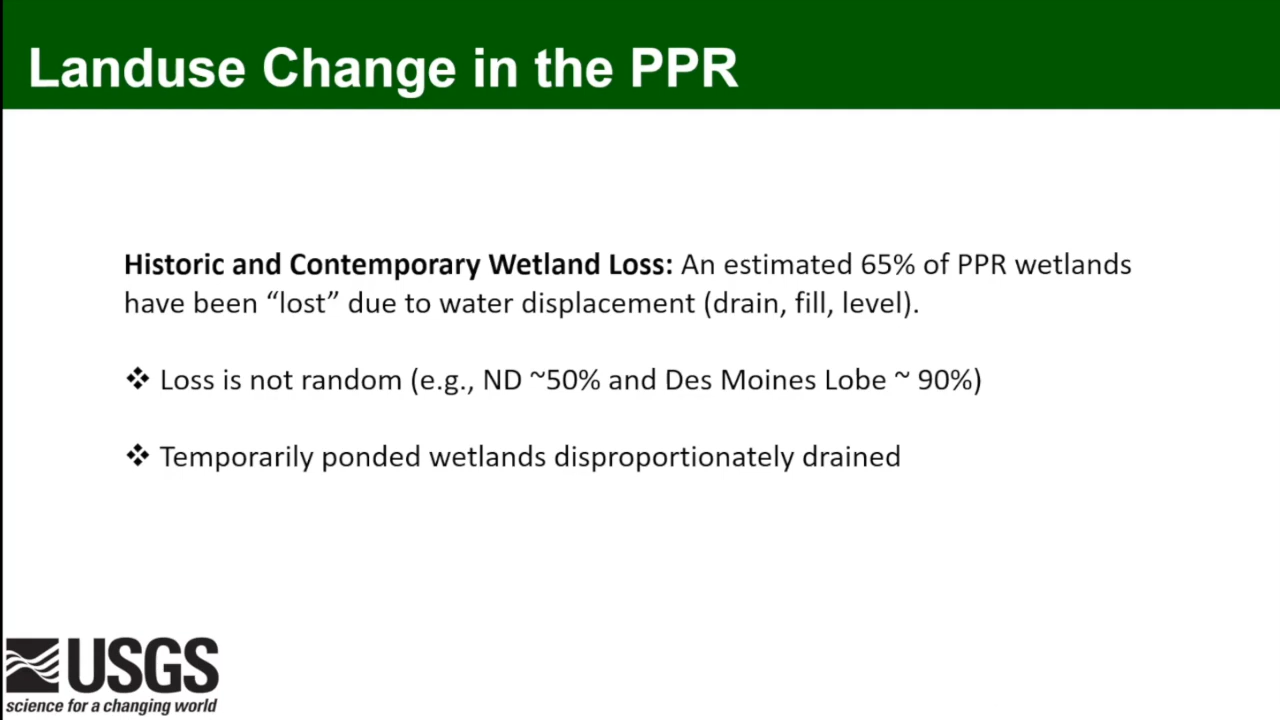 Landuse Change in the PPR
Historic and Contemporary Wetland Loss: An estimated 65% of PPR wetlands
have been “lost” due to water displacement (drain, fill, level).
❖ Loss is not random (e.g., ND ~50% and Des Moines Lobe ~ 90%)
❖ Temporarily ponded wetlands disproportionately drained
USGS
science for a changing world